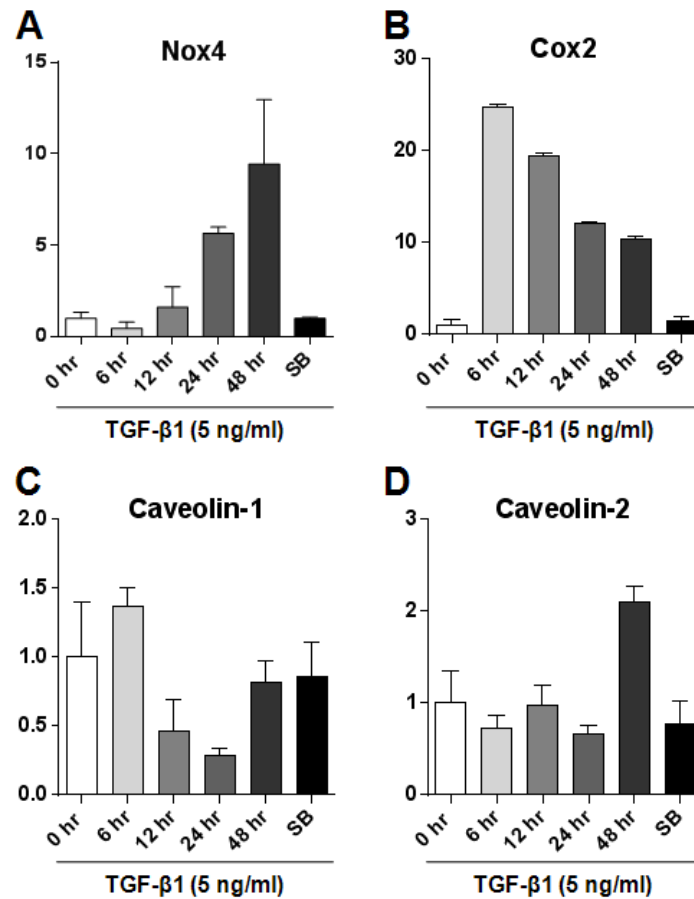 A
Nox4
15
10
5
0
0 hr
6 hr
12 hr
24 hr
48 hr
SB
TGF-β1 (5 ng/ml)
B
Cox2
30
20
10
0
0 hr
6 hr
12 hr
24 hr
48 hr
SB
TGF-β1 (5 ng/ml)
C
Caveolin-1
2.0
1.5
1.0
0.5
0.0
0 hr
6 hr
12 hr
24 hr
48 hr
SB
TGF-β1 (5 ng/ml)
D
Caveolin-2
3
2
1
0
0 hr
6 hr
12 hr
24 hr
48 hr
SB
TGF-β1 (5 ng/ml)